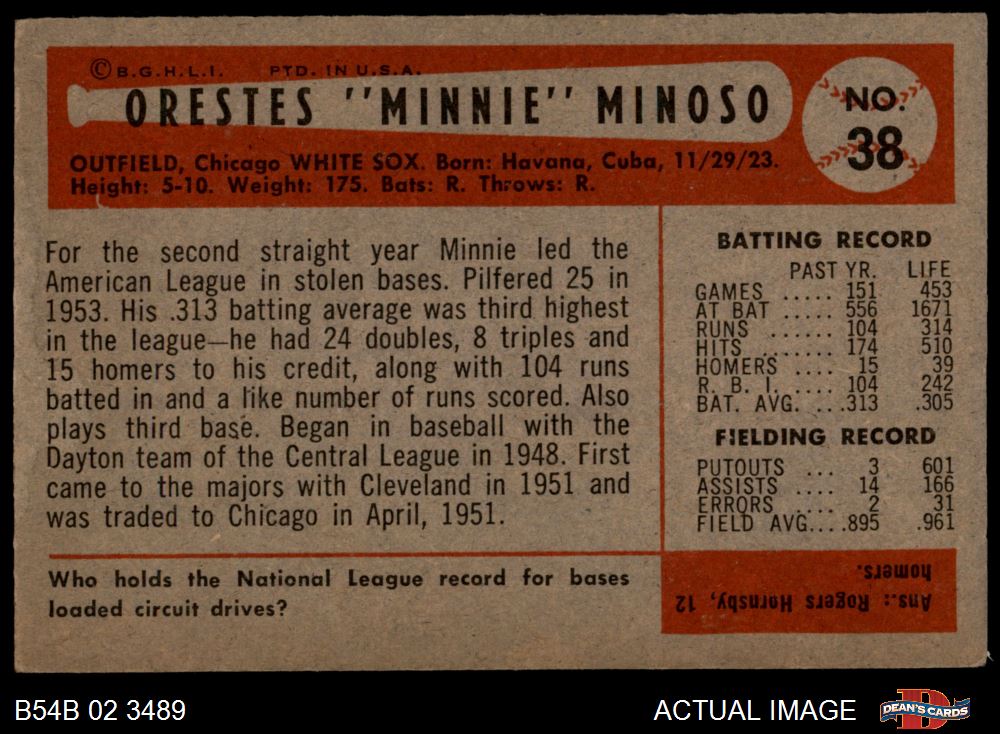 © B.G.H.L.I. PTD. IN U.S.A.
ORESTES "MINNIE" MINOSO
NO.
38
OUTFIELD, Chicago WHITE SOX. Born: Havana, Cuba, 11/29/23.
Height: 5-10. Weight: 175. Bats: R. Throws: R.
For the second straight year Minnie led the
American League in stolen bases. Pilfered 25 in
1953. His .313 batting average was third highest
in the league—he had 24 doubles, 8 triples and
15 homers to his credit, along with 104 runs
batted in and a like number of runs scored. Also
plays third base. Began in baseball with the
Dayton team of the Central League in 1948. First
came to the majors with Cleveland in 1951 and
was traded to Chicago in April, 1951.
BATTING RECORD
PAST YR. LIFE
GAMES ..... 151 453
AT BAT ..... 556 1671
RUNS ...... 104 314
HITS ....... 174 510
HOMERS .... 15 39
R. B. I. .... 104 242
BAT. AVG. ...313 .305
FIELDING RECORD
PUTOUTS ... 3 601
ASSISTS .... 14 166
ERRORS .... 2 31
FIELD AVG....895 .961
Who holds the National League record for bases
loaded circuit drives?
Ans.: Rogers Hornsby, 12
homers.
B54B 02 3489
ACTUAL IMAGE
DEAN'S CARDS